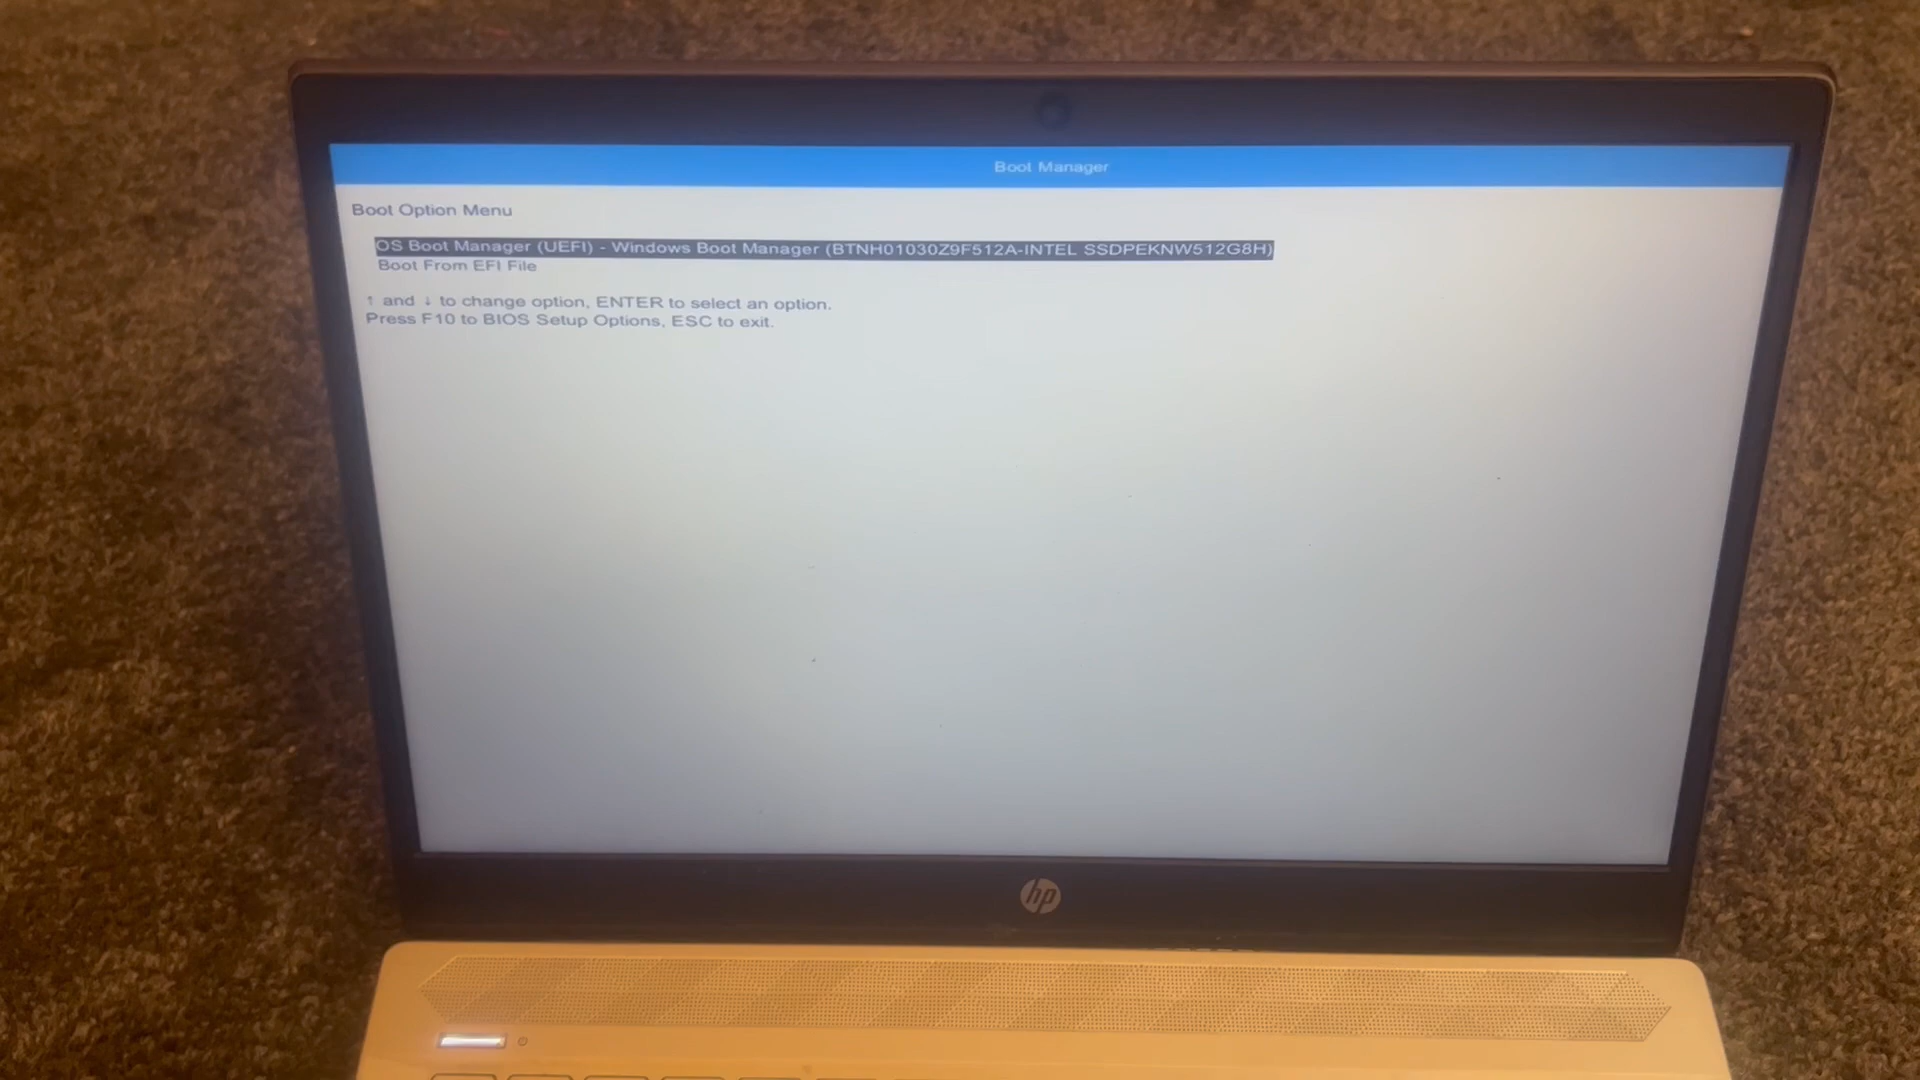 Boot Manager
Boot Option Menu
OS Boot Manager (UEFI) - Windows Boot Manager (BTNH01030Z9F512A-INTEL SSDPEKNW512G8H)
Boot From EFI File
↑ and ↓ to change option, ENTER to select an option.
Press F10 to BIOS Setup Options, ESC to exit.
hp